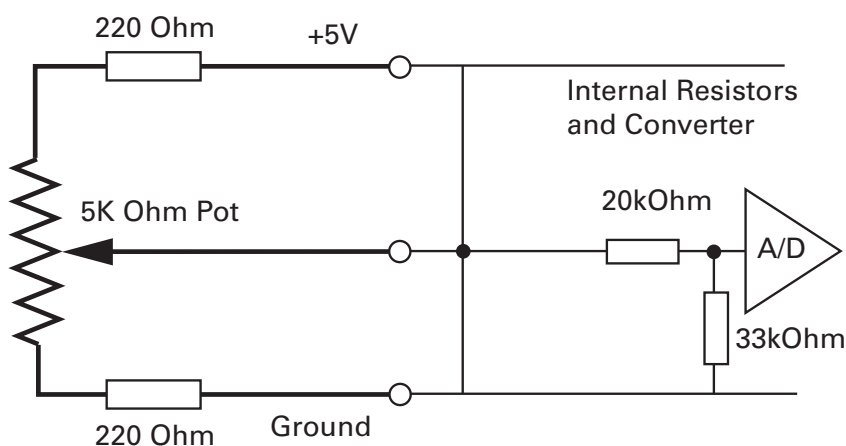 220 Ohm
+5V
Internal Resistors
and Converter
5K Ohm Pot
20kOhm
A/D
33kOhm
Ground
220 Ohm